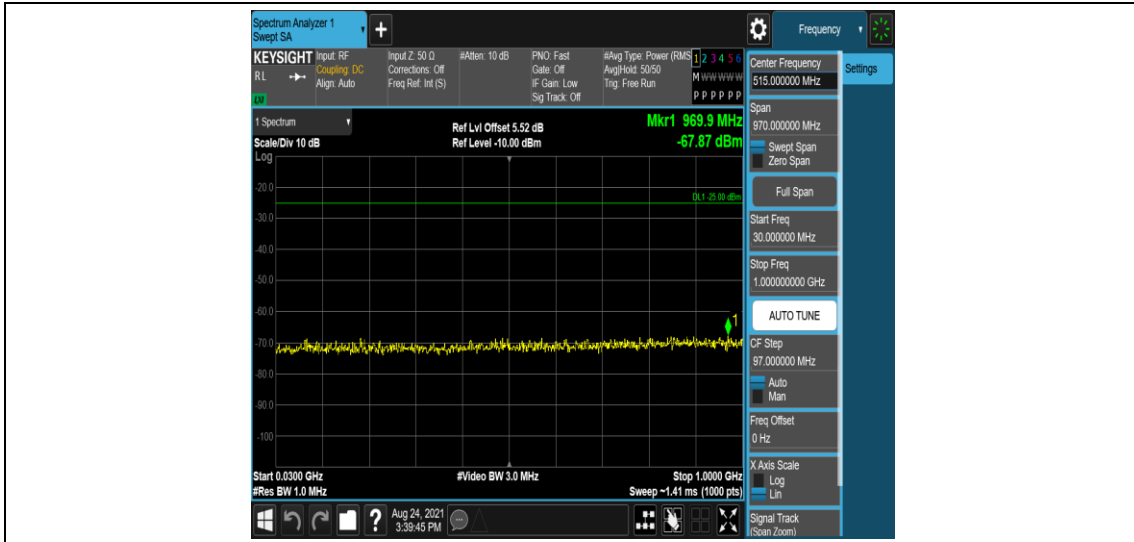 Spectrum Analyzer 1
Swept SA
+
Frequency
KEYSIGHT
R L
Input: RF
Coupling: DC
Align: Auto
Input Z: 50 Ω
Corrections: Off
Freq Ref: Int (S)
#Atten: 10 dB
PNO: Fast
Gate: Off
IF Gain: Low
Sig Track: Off
#Avg Type: Power (RMS
Avg|Hold: 50/50
Trig: Free Run
1 2 3 4 5 6
M W W W W W
P P P P P P
1 Spectrum
Scale/Div 10 dB
Log
Ref Lvl Offset 5.52 dB
Ref Level -10.00 dBm
Mkr1 969.9 MHz
-67.87 dBm
DL1 -25.00 dBm
-20.0
-30.0
-40.0
-50.0
-60.0
-70.0
-80.0
-90.0
-100
1
Start 0.0300 GHz
#Res BW 1.0 MHz
#Video BW 3.0 MHz
Stop 1.0000 GHz
Sweep ~1.41 ms (1000 pts)
Center Frequency
515.000000 MHz
Settings
Span
970.000000 MHz
Swept Span
Zero Span
Full Span
Start Freq
30.000000 MHz
Stop Freq
1.000000000 GHz
AUTO TUNE
CF Step
97.000000 MHz
Auto
Man
Freq Offset
0 Hz
X Axis Scale
Log
Lin
Signal Track
(Span Zoom)
?
Aug 24, 2021
3:39:45 PM